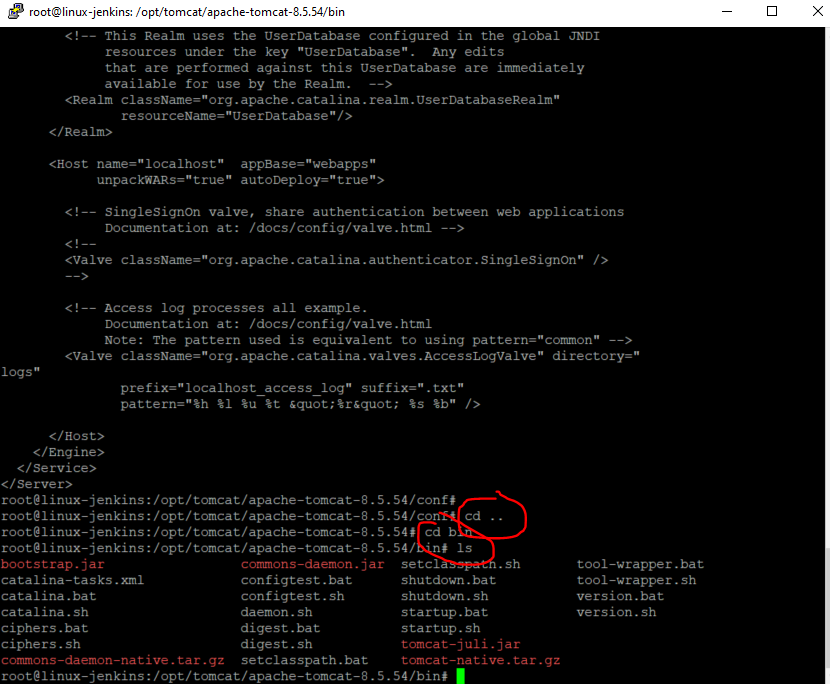 root@linux-jenkins: /opt/tomcat/apache-tomcat-8.5.54/bin
<!-- This Realm uses the UserDatabase configured in the global JNDI
resources under the key "UserDatabase".  Any edits
that are performed against this UserDatabase are immediately
available for use by the Realm.  -->
<Realm className="org.apache.catalina.realm.UserDatabaseRealm"
resourceName="UserDatabase"/>
</Realm>
<Host name="localhost"  appBase="webapps"
unpackWARs="true" autoDeploy="true">
<!-- SingleSignOn valve, share authentication between web applications
Documentation at: /docs/config/valve.html -->
<!--
<Valve className="org.apache.catalina.authenticator.SingleSignOn" />
-->
<!-- Access log processes all example.
Documentation at: /docs/config/valve.html
Note: The pattern used is equivalent to using pattern="common" -->
<Valve className="org.apache.catalina.valves.AccessLogValve" directory="
logs"
prefix="localhost_access_log" suffix=".txt"
pattern="%h %l %u %t &quot;%r&quot; %s %b" />
</Host>
</Engine>
</Service>
</Server>
root@linux-jenkins:/opt/tomcat/apache-tomcat-8.5.54/conf#
root@linux-jenkins:/opt/tomcat/apache-tomcat-8.5.54/conf# cd ..
root@linux-jenkins:/opt/tomcat/apache-tomcat-8.5.54# cd bin
root@linux-jenkins:/opt/tomcat/apache-tomcat-8.5.54/bin# ls
bootstrap.jar commons-daemon.jar setclasspath.sh tool-wrapper.bat
catalina-tasks.xml configtest.bat shutdown.bat tool-wrapper.sh
catalina.bat configtest.sh shutdown.sh version.bat
catalina.sh daemon.sh startup.bat version.sh
ciphers.bat digest.bat startup.sh
ciphers.sh digest.sh tomcat-juli.jar
commons-daemon-native.tar.gz setclasspath.bat tomcat-native.tar.gz
root@linux-jenkins:/opt/tomcat/apache-tomcat-8.5.54/bin#